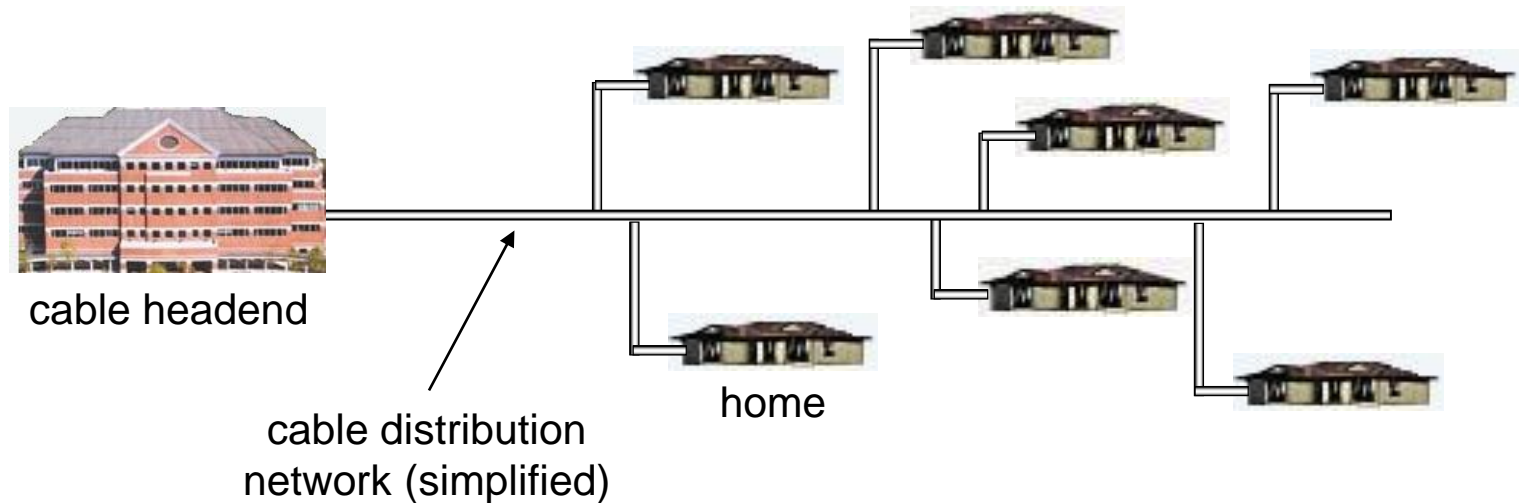 cable headend
home
cable distribution
network (simplified)